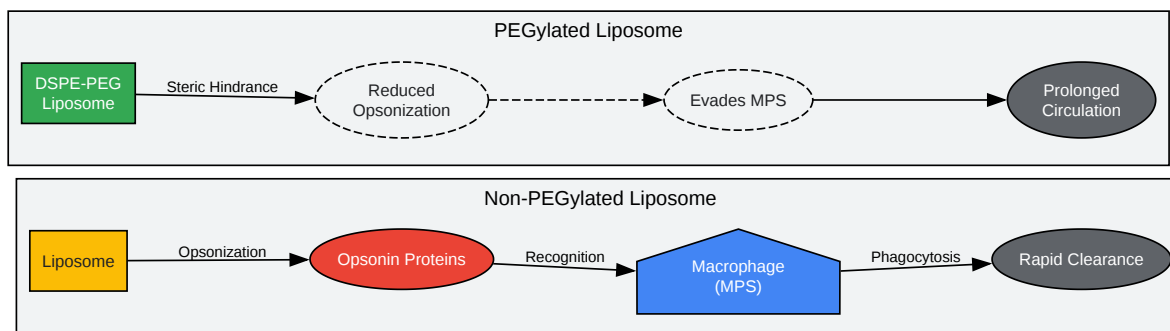 PEGylated Liposome
DSPE-PEG
Liposome
Steric Hindrance
Reduced
Opsonization
Evades MPS
Prolonged
Circulation
Non-PEGylated Liposome
Liposome
Opsonization
Opsonin Proteins
Recognition
Macrophage
(MPS)
Phagocytosis
Rapid Clearance